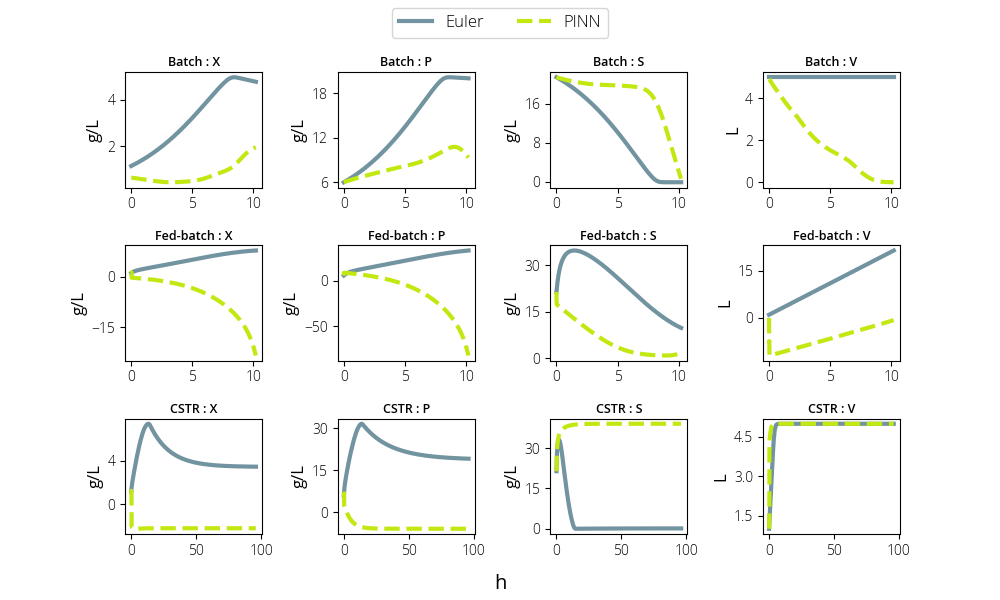 Euler PINN
Batch : X Batch : P Batch : S Batch : V
g/L 4 2 0 5 10
g/L 18 12 6 0 5 10
g/L 16 8 0 0 5 10
L 4 2 0 0 5 10
Fed-batch : X Fed-batch : P Fed-batch : S Fed-batch : V
g/L 0 −15 0 5 10
g/L 0 −50 0 5 10
g/L 30 15 0 0 5 10
L 15 0 0 5 10
CSTR : X CSTR : P CSTR : S CSTR : V
g/L 4 0 0 50 100
g/L 30 15 0 0 50 100
g/L 30 15 0 0 50 100
L 4.5 3.0 1.5 0 50 100
h